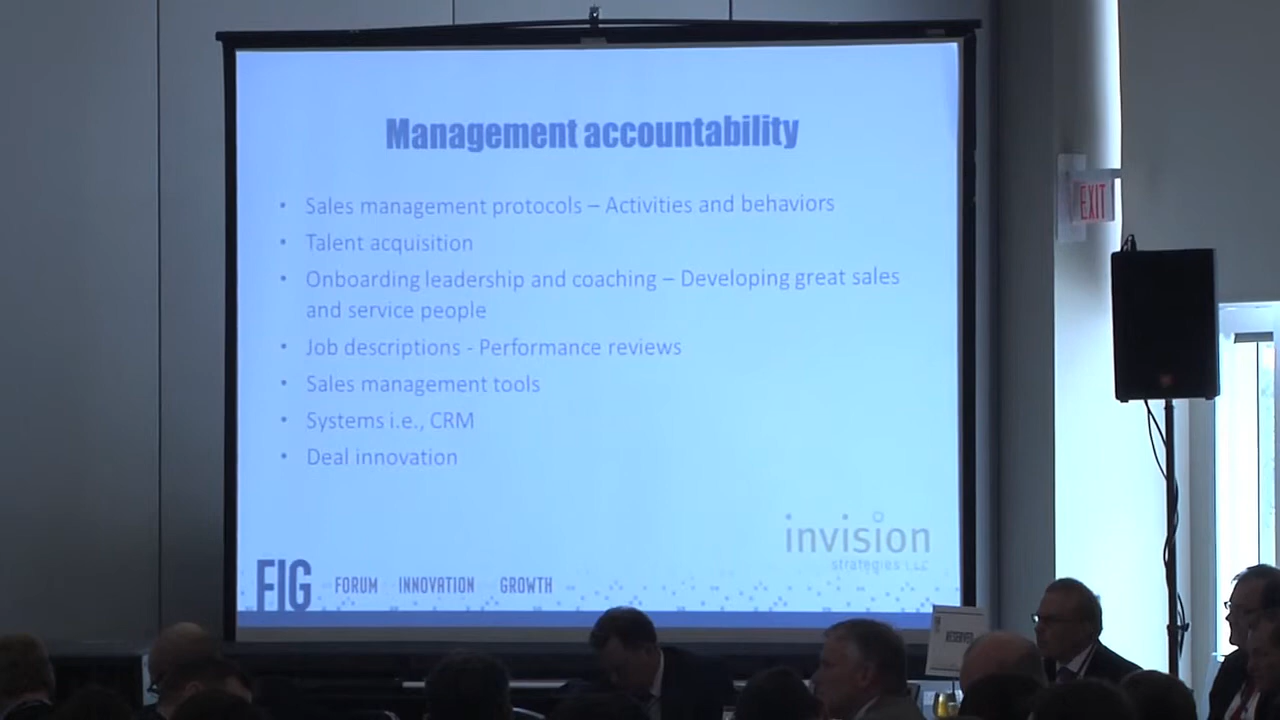 Management accountability
• Sales management protocols – Activities and behaviors
• Talent acquisition
• Onboarding leadership and coaching – Developing great sales
and service people
• Job descriptions - Performance reviews
• Sales management tools
• Systems i.e., CRM
• Deal innovation
invision
strategies LLC
FIG FORUM INNOVATION GROWTH
EXIT
RESERVED